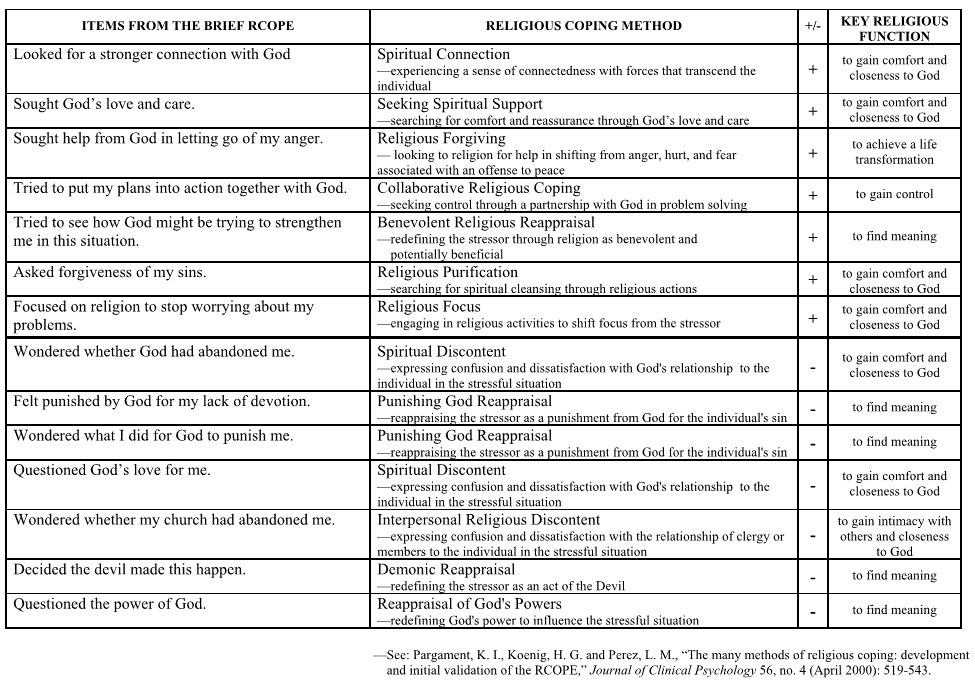 ITEMS FROM THE BRIEF RCOPE RELIGIOUS COPING METHOD +/- KEY RELIGIOUS
FUNCTION
Looked for a stronger connection with God
Spiritual Connection
—experiencing a sense of connectedness with forces that transcend the
individual
+
to gain comfort and
closeness to God
Sought God’s love and care.
Seeking Spiritual Support
—searching for comfort and reassurance through God’s love and care
+
to gain comfort and
closeness to God
Sought help from God in letting go of my anger.
Religious Forgiving
— looking to religion for help in shifting from anger, hurt, and fear
associated with an offense to peace
+
to achieve a life
transformation
Tried to put my plans into action together with God.
Collaborative Religious Coping
—seeking control through a partnership with God in problem solving
+
to gain control
Tried to see how God might be trying to strengthen
me in this situation.
Benevolent Religious Reappraisal
—redefining the stressor through religion as benevolent and
potentially beneficial
+
to find meaning
Asked forgiveness of my sins.
Religious Purification
—searching for spiritual cleansing through religious actions
+
to gain comfort and
closeness to God
Focused on religion to stop worrying about my
problems.
Religious Focus
—engaging in religious activities to shift focus from the stressor
+
to gain comfort and
closeness to God
Wondered whether God had abandoned me.
Spiritual Discontent
—expressing confusion and dissatisfaction with God's relationship to the
individual in the stressful situation
-
to gain comfort and
closeness to God
Felt punished by God for my lack of devotion.
Punishing God Reappraisal
—reappraising the stressor as a punishment from God for the individual's sin
-
to find meaning
Wondered what I did for God to punish me.
Punishing God Reappraisal
—reappraising the stressor as a punishment from God for the individual's sin
-
to find meaning
Questioned God’s love for me.
Spiritual Discontent
—expressing confusion and dissatisfaction with God's relationship to the
individual in the stressful situation
-
to gain comfort and
closeness to God
Wondered whether my church had abandoned me.
Interpersonal Religious Discontent
—expressing confusion and dissatisfaction with the relationship of clergy or
members to the individual in the stressful situation
-
to gain intimacy with
others and closeness
to God
Decided the devil made this happen.
Demonic Reappraisal
—redefining the stressor as an act of the Devil
-
to find meaning
Questioned the power of God.
Reappraisal of God's Powers
—redefining God's power to influence the stressful situation
-
to find meaning
—See: Pargament, K. I., Koenig, H. G. and Perez, L. M., “The many methods of religious coping: development
and initial validation of the RCOPE,” Journal of Clinical Psychology 56, no. 4 (April 2000): 519-543.